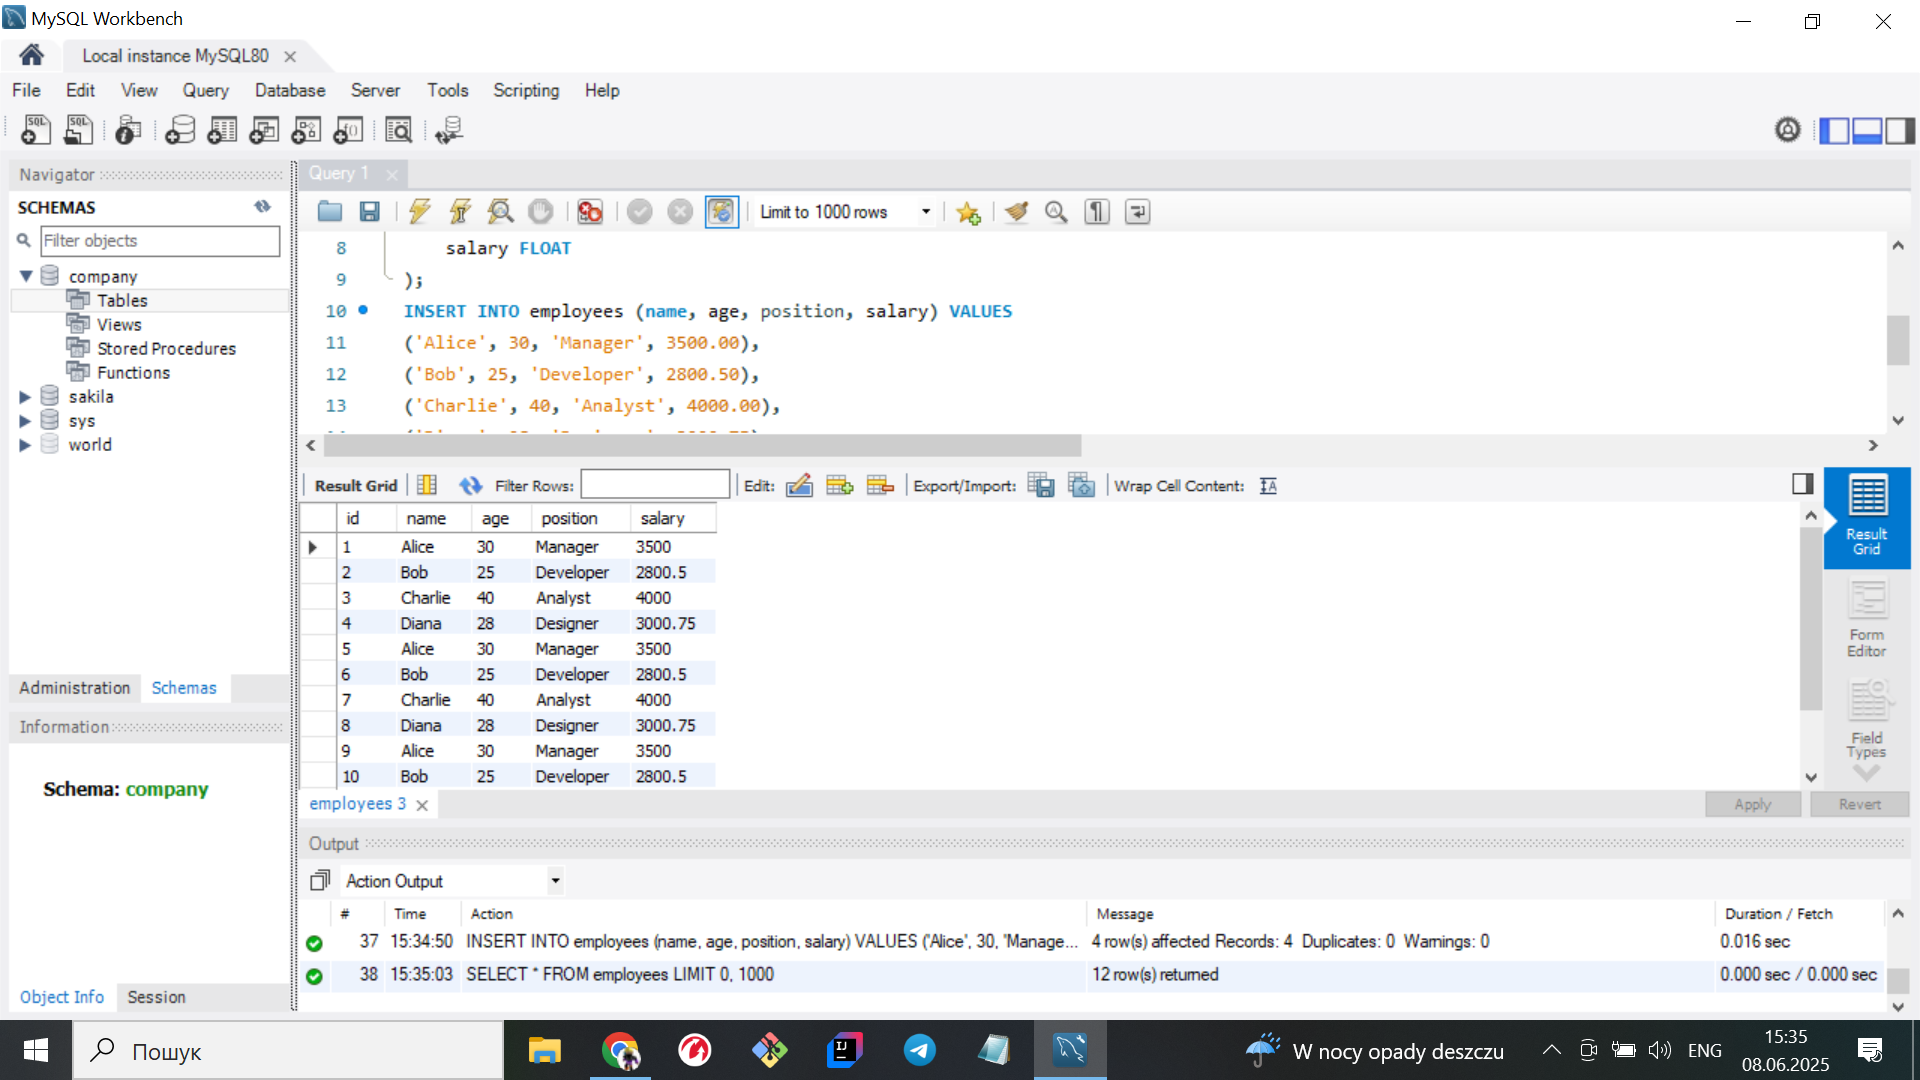 MySQL Workbench
Local instance MySQL80
File Edit View Query Database Server Tools Scripting Help
Navigator
SCHEMAS
Filter objects
company
Tables
Views
Stored Procedures
Functions
sakila
sys
world
Administration Schemas
Information
Schema: company
Object Info Session
Query 1
Limit to 1000 rows
8 salary FLOAT
9 );
10 INSERT INTO employees (name, age, position, salary) VALUES
11 ('Alice', 30, 'Manager', 3500.00),
12 ('Bob', 25, 'Developer', 2800.50),
13 ('Charlie', 40, 'Analyst', 4000.00),
Result Grid Filter Rows: Edit: Export/Import: Wrap Cell Content:
id name age position salary
1 Alice 30 Manager 3500
2 Bob 25 Developer 2800.5
3 Charlie 40 Analyst 4000
4 Diana 28 Designer 3000.75
5 Alice 30 Manager 3500
6 Bob 25 Developer 2800.5
7 Charlie 40 Analyst 4000
8 Diana 28 Designer 3000.75
9 Alice 30 Manager 3500
10 Bob 25 Developer 2800.5
Result
Grid
Form
Editor
Field
Types
employees 3
Apply Revert
Output
Action Output
# Time Action Message Duration / Fetch
37 15:34:50 INSERT INTO employees (name, age, position, salary) VALUES ('Alice', 30, 'Manage... 4 row(s) affected Records: 4 Duplicates: 0 Warnings: 0 0.016 sec
38 15:35:03 SELECT * FROM employees LIMIT 0, 1000 12 row(s) returned 0.000 sec / 0.000 sec
Пошук
W nocy opady deszczu
ENG
15:35
08.06.2025